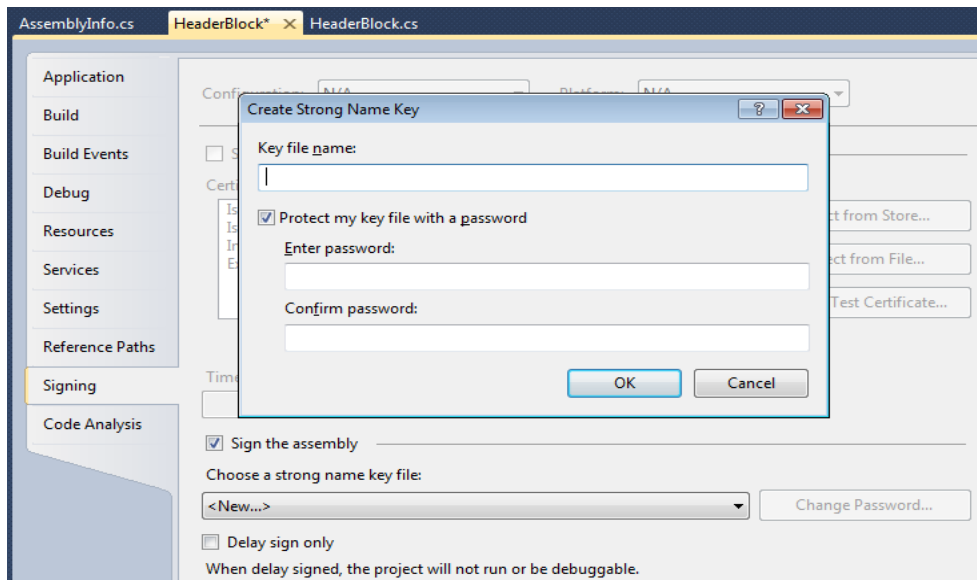 AssemblyInfo.cs
HeaderBlock*
HeaderBlock.cs
Application
Build
Build Events
Debug
Resources
Services
Settings
Reference Paths
Signing
Code Analysis
N/A
N/A
Create Strong Name Key
Key file name:
Protect my key file with a password
Enter password:
Confirm password:
OK
Cancel
from Store...
from File...
Test Certificate...
Sign the assembly
Choose a strong name key file:
<New...>
Change Password...
Delay sign only
When delay signed, the project will not run or be debuggable.